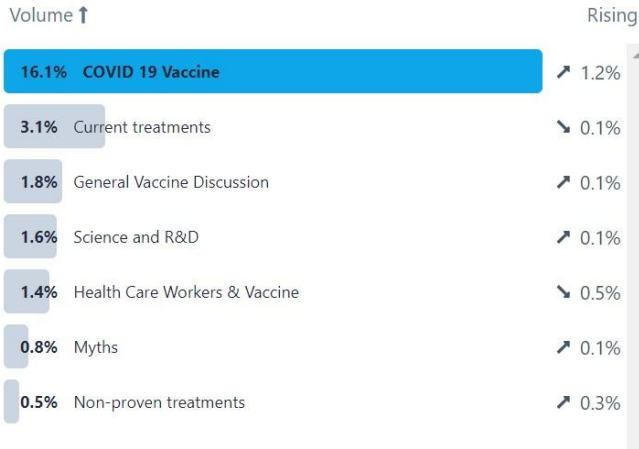 Volume ⬆ Rising
16.1% COVID 19 Vaccine ↗ 1.2%
3.1% Current treatments ↘ 0.1%
1.8% General Vaccine Discussion ↗ 0.1%
1.6% Science and R&D ↗ 0.1%
1.4% Health Care Workers & Vaccine ↘ 0.5%
0.8% Myths ↗ 0.1%
0.5% Non-proven treatments ↗ 0.3%